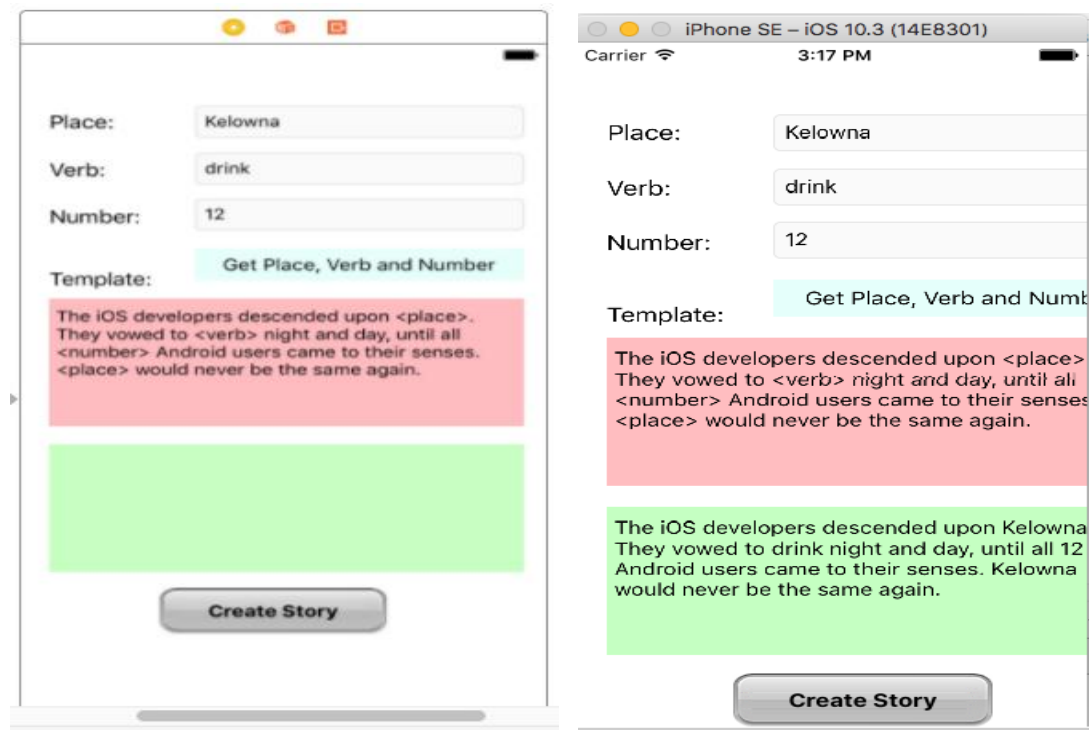 Place:
Kelowna
Verb:
drink
Number:
12
Get Place, Verb and Number
Template:
The iOS developers descended upon <place>.
They vowed to <verb> night and day, until all
<number> Android users came to their senses.
<place> would never be the same again.
Create Story
iPhone SE – iOS 10.3 (14E8301)
Carrier
3:17 PM
Place:
Kelowna
Verb:
drink
Number:
12
Get Place, Verb and Numb
Template:
The iOS developers descended upon <place>
They vowed to <verb> night and day, until all
<number> Android users came to their senses
<place> would never be the same again.
The iOS developers descended upon Kelowna
They vowed to drink night and day, until all 12
Android users came to their senses. Kelowna
would never be the same again.
Create Story